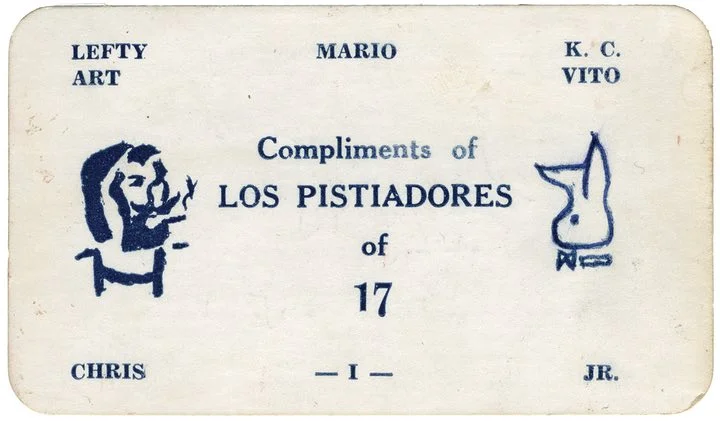 LEFTY MARIO K. C.
ART VITO
Compliments of
LOS PISTIADORES
of
17
CHRIS — I — JR.